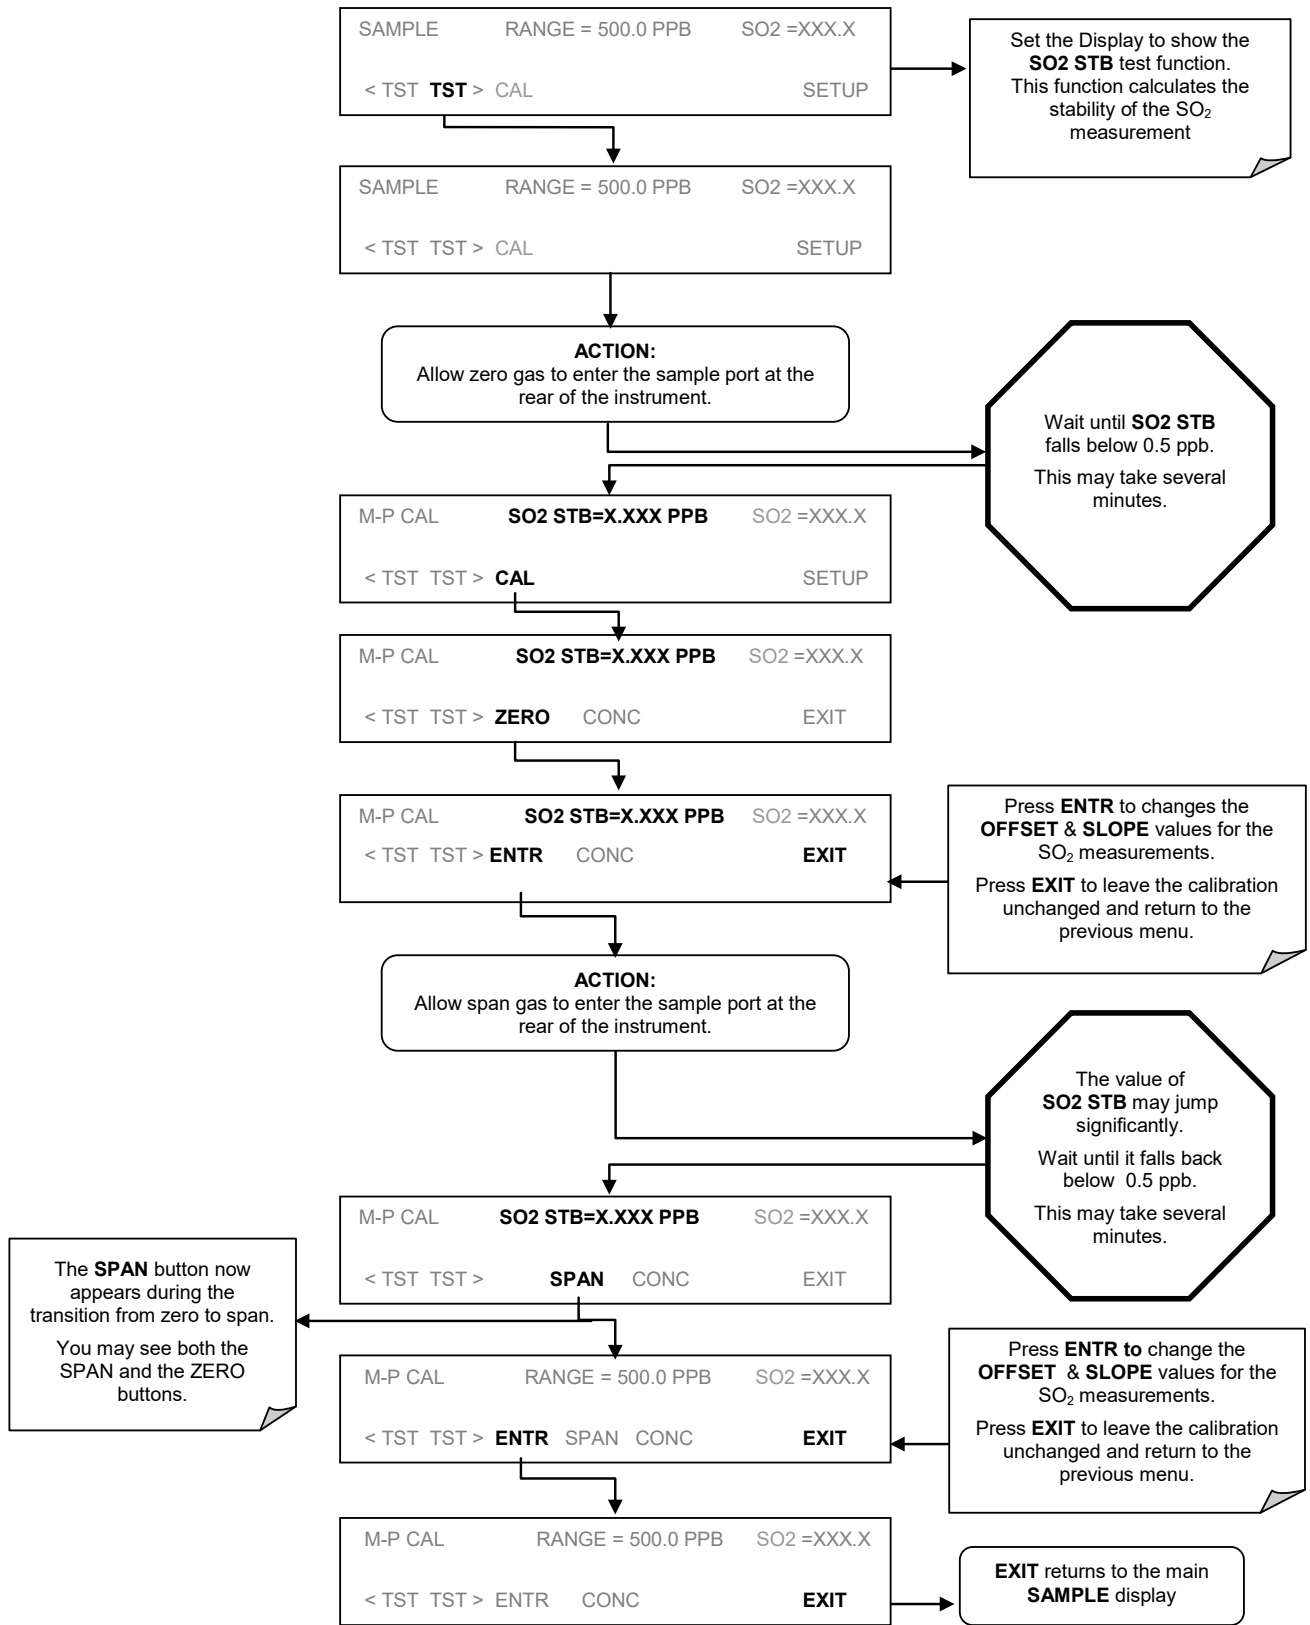 SAMPLE RANGE = 500.0 PPB SO2 =XXX.X
< TST TST > CAL SETUP
Set the Display to show the
SO2 STB test function.
This function calculates the
stability of the SO2
measurement
SAMPLE RANGE = 500.0 PPB SO2 =XXX.X
< TST TST > CAL SETUP
ACTION:
Allow zero gas to enter the sample port at the
rear of the instrument.
Wait until SO2 STB
falls below 0.5 ppb.
This may take several
minutes.
M-P CAL SO2 STB=X.XXX PPB SO2 =XXX.X
< TST TST > CAL SETUP
M-P CAL SO2 STB=X.XXX PPB SO2 =XXX.X
< TST TST > ZERO CONC EXIT
M-P CAL SO2 STB=X.XXX PPB SO2 =XXX.X
< TST TST > ENTR CONC EXIT
Press ENTR to changes the
OFFSET & SLOPE values for the
SO2 measurements.
Press EXIT to leave the calibration
unchanged and return to the
previous menu.
ACTION:
Allow span gas to enter the sample port at the
rear of the instrument.
The value of
SO2 STB may jump
significantly.
Wait until it falls back
below 0.5 ppb.
This may take several
minutes.
M-P CAL SO2 STB=X.XXX PPB SO2 =XXX.X
< TST TST > SPAN CONC EXIT
The SPAN button now
appears during the
transition from zero to span.
You may see both the
SPAN and the ZERO
buttons.
M-P CAL RANGE = 500.0 PPB SO2 =XXX.X
< TST TST > ENTR SPAN CONC EXIT
Press ENTR to change the
OFFSET & SLOPE values for the
SO2 measurements.
Press EXIT to leave the calibration
unchanged and return to the
previous menu.
M-P CAL RANGE = 500.0 PPB SO2 =XXX.X
< TST TST > ENTR CONC EXIT
EXIT returns to the main
SAMPLE display